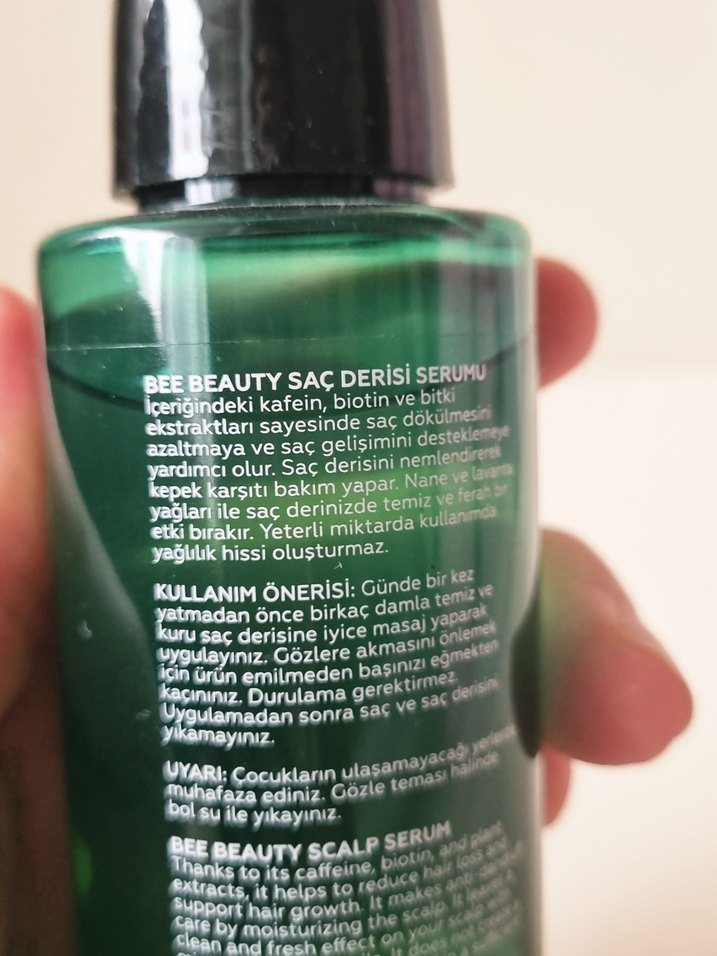 BEE BEAUTY SAÇ DERİSİ SERUMU
İçeriğindeki kafein, biotin ve bitki
ekstraktları sayesinde saç dökülmesini
azaltmaya ve saç gelişimini desteklemeye
yardımcı olur. Saç derisini nemlendirerek
kepek karşıtı bakım yapar. Nane ve lavanta
yağları ile saç derinizde temiz ve ferah bir
etki bırakır. Yeterli miktarda kullanımda
yağlılık hissi oluşturmaz.
KULLANIM ÖNERİSİ: Günde bir kez
yatmadan önce birkaç damla temiz ve
kuru saç derisine iyice masaj yaparak
uygulayınız. Gözlere akmasını önlemek
için ürün emilmeden başınızı eğmekten
kaçınınız. Durulama gerektirmez.
Uygulamadan sonra saç ve saç derisini
yıkamayınız.
UYARI: Çocukların ulaşamayacağı yerlerde
muhafaza ediniz. Gözle teması halinde
bol su ile yıkayınız.
BEE BEAUTY SCALP SERUM
Thanks to its caffeine, biotin, and plant
extracts, it helps to reduce hair loss and
support hair growth. It makes anti-dandruff
care by moisturizing the scalp. It leaves a
clean and fresh effect on your scalp with
It does not create